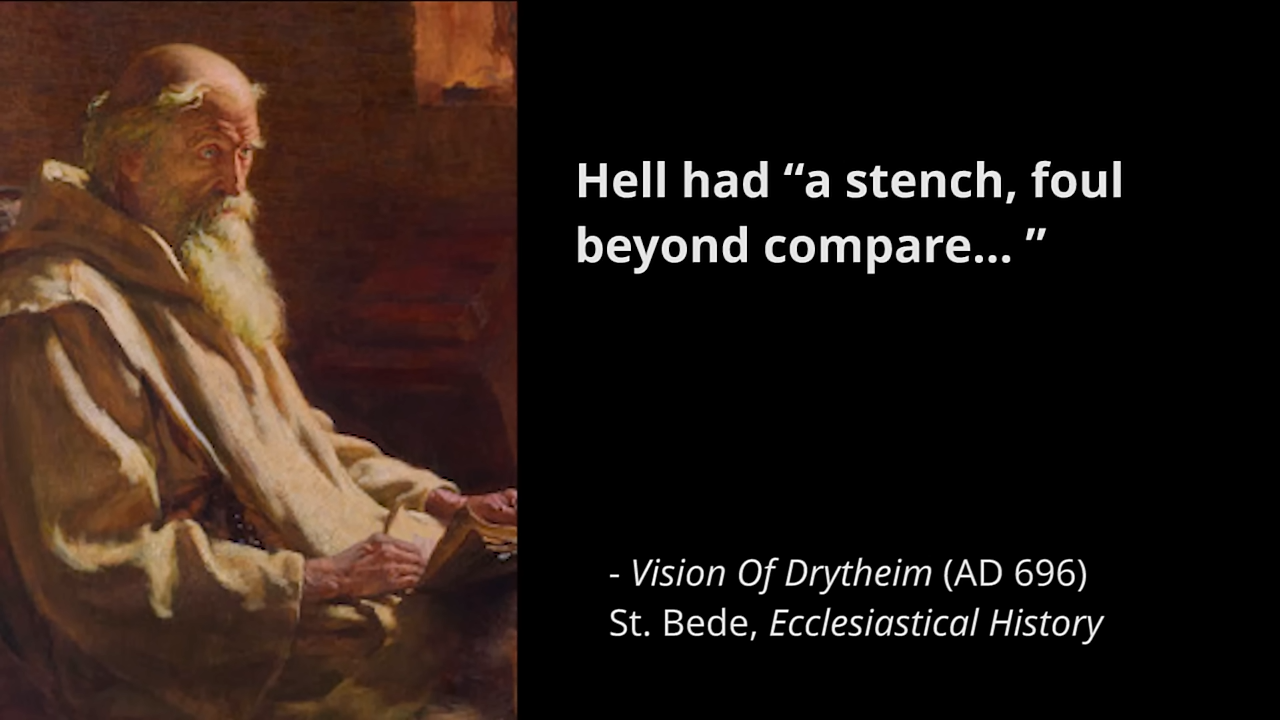 Hell had “a stench, foul
beyond compare... ”
- Vision Of Drytheim (AD 696)
St. Bede, Ecclesiastical History